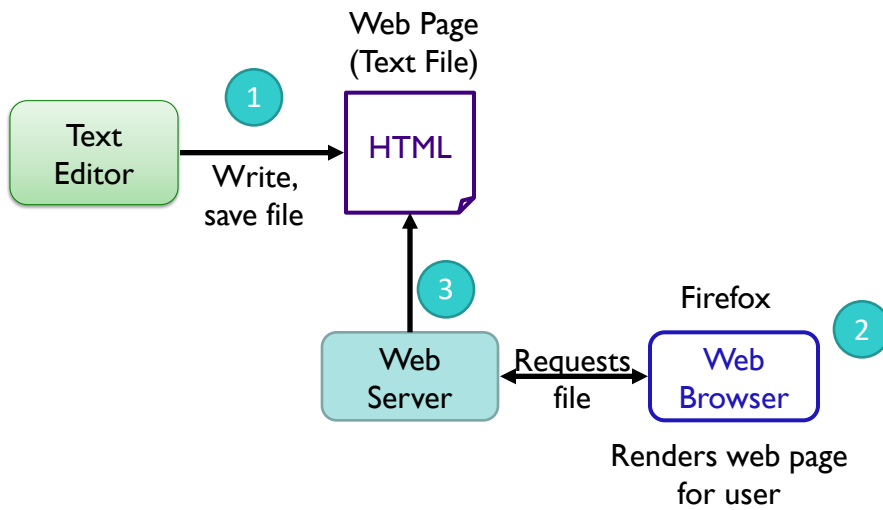 Web Page
(Text File)
1
Text
Editor
HTML
Write,
save file
3
Firefox
2
Web
Server
Requests
file
Web
Browser
Renders web page
for user